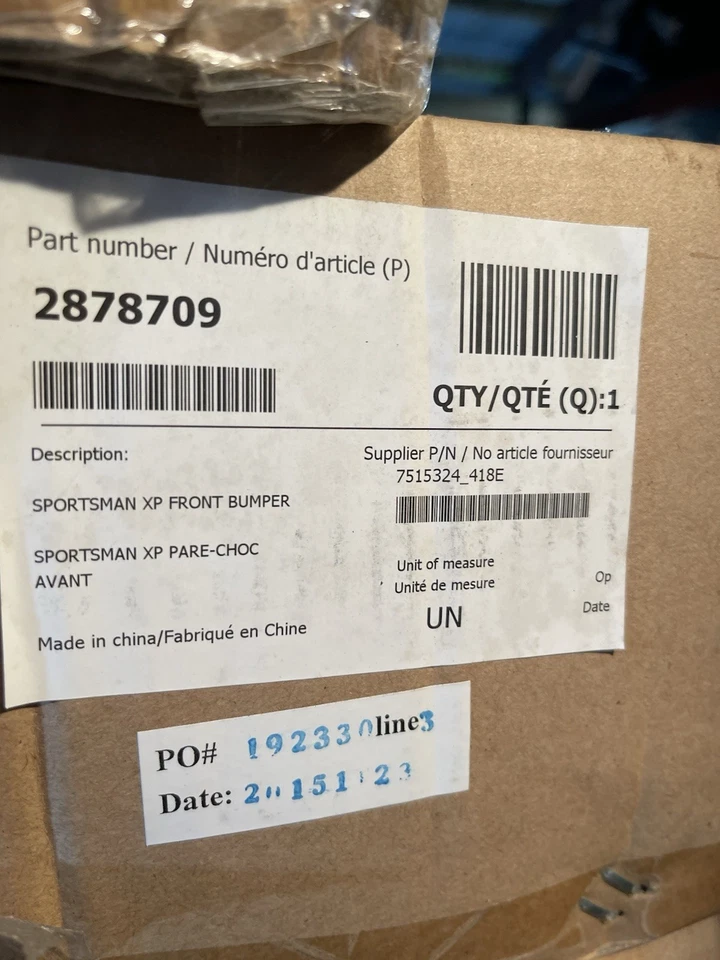 Part number / Numéro d'article (P)
2878709
QTY/QTÉ (Q):1
Description:
SPORTSMAN XP FRONT BUMPER
SPORTSMAN XP PARE-CHOC
AVANT
Made in china/Fabriqué en Chine
Supplier P/N / No article fournisseur
7515324_418E
Unit of measure
Unité de mesure
UN
Op
Date
PO# 192330line3
Date: